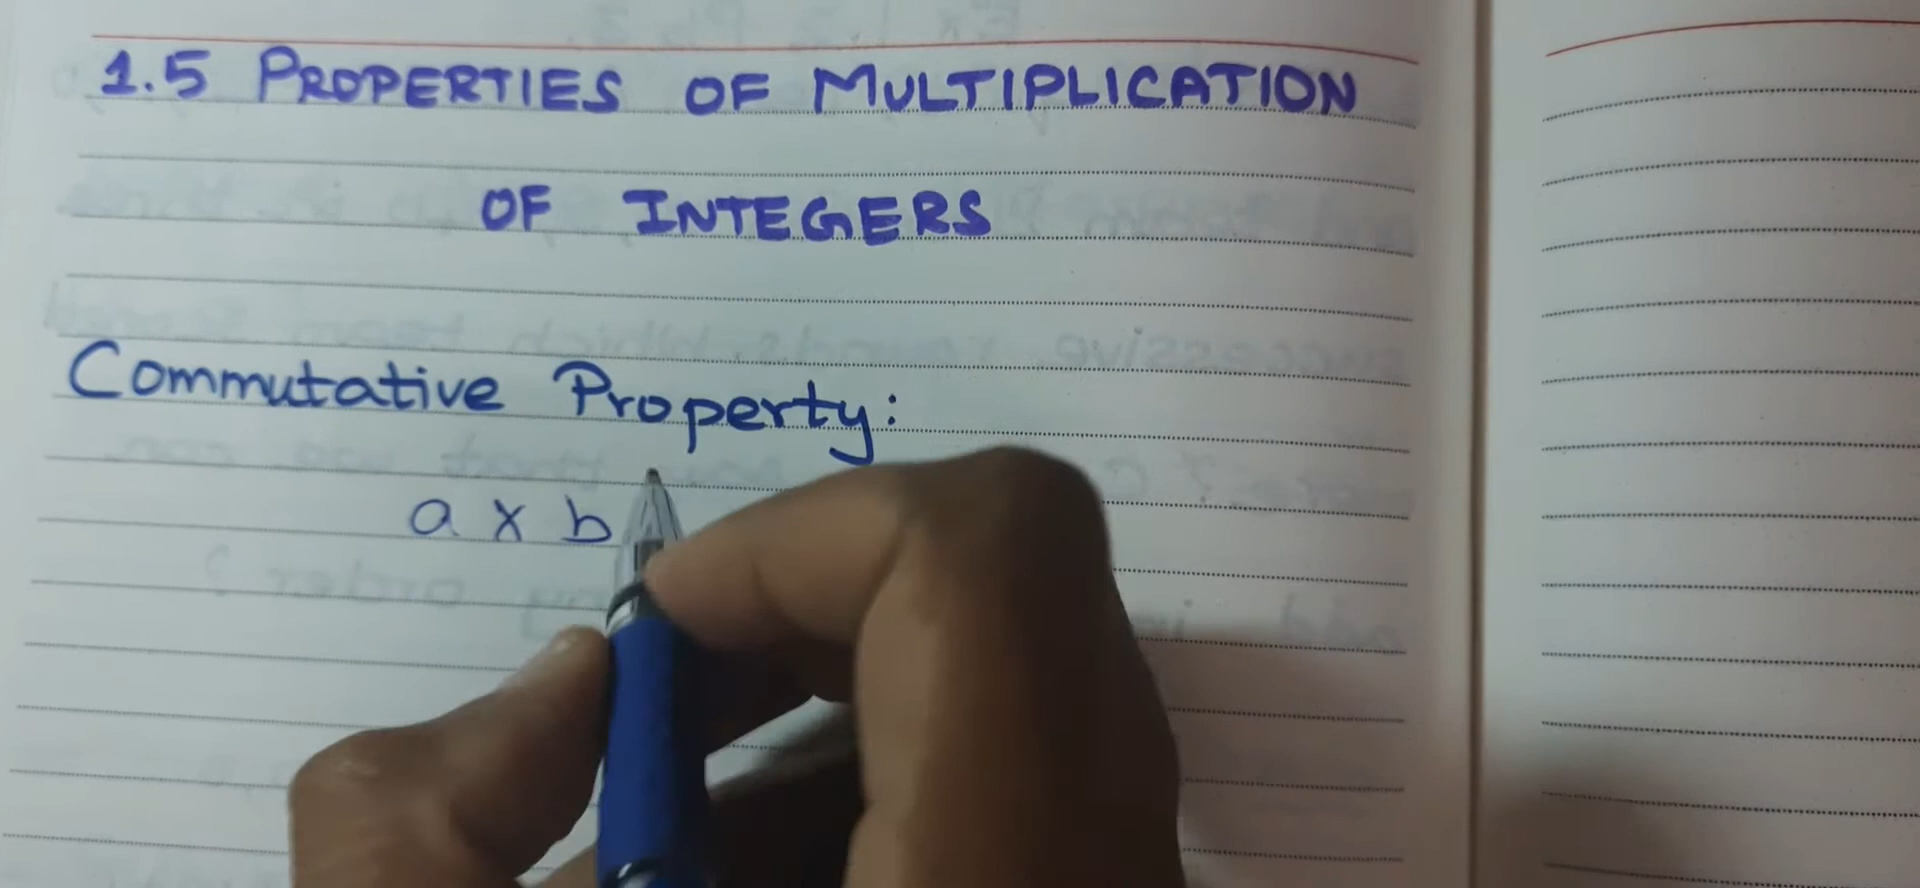 1.5 PROPERTIES OF MULTIPLICATION
OF INTEGERS
Commutative Property:
a x b